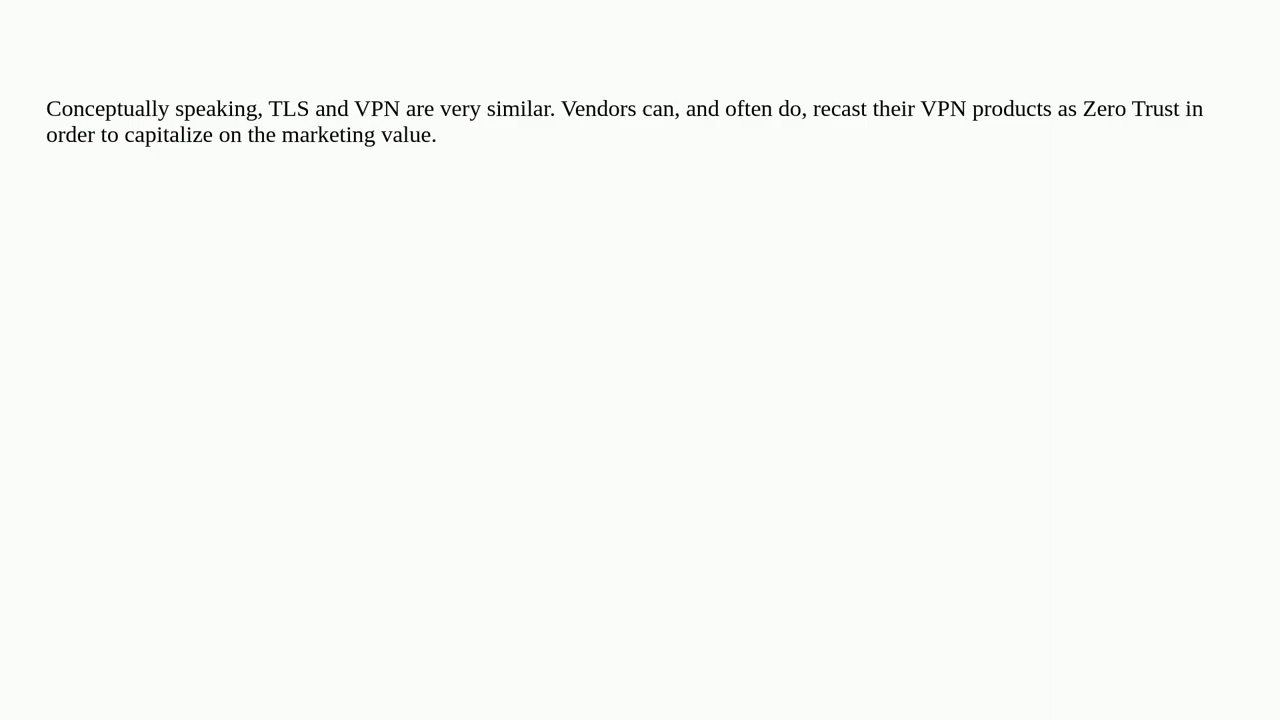 Conceptually speaking, TLS and VPN are very similar. Vendors can, and often do, recast their VPN products as Zero Trust in
order to capitalize on the marketing value.